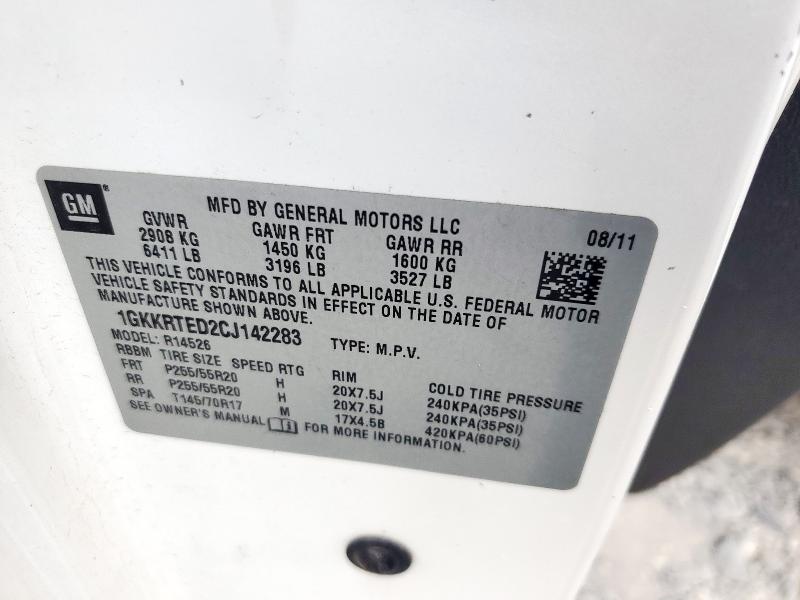 GM®
MFD BY GENERAL MOTORS LLC
08/11
GVWR GAWR FRT GAWR RR
2908 KG 1450 KG 1600 KG
6411 LB 3196 LB 3527 LB
THIS VEHICLE CONFORMS TO ALL APPLICABLE U.S. FEDERAL MOTOR
VEHICLE SAFETY STANDARDS IN EFFECT ON THE DATE OF
MANUFACTURE SHOWN ABOVE.
1GKKRTED2CJ142283 TYPE: M.P.V.
MODEL: R14526
RBBM TIRE SIZE SPEED RTG RIM COLD TIRE PRESSURE
FRT P255/55R20 H 20X7.5J 240KPA(35PSI)
RR P255/55R20 H 20X7.5J 240KPA(35PSI)
SPA T145/70R17 M 17X4.5B 420KPA(60PSI)
SEE OWNER'S MANUAL FOR MORE INFORMATION.